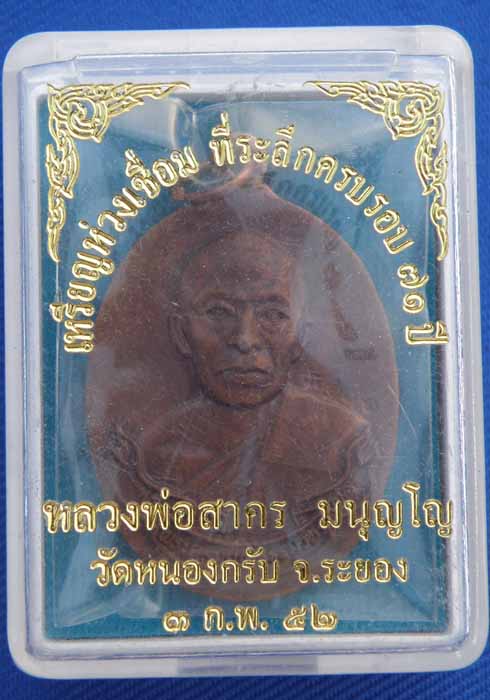 เหรียญห่วงเชื่อม ที่ระลึกครบรอบ ๗๑ ปี
หลวงพ่อสาคร มนุญโญ
วัดหนองกรับ จ.ระยอง
๓ ก.พ. ๕๒